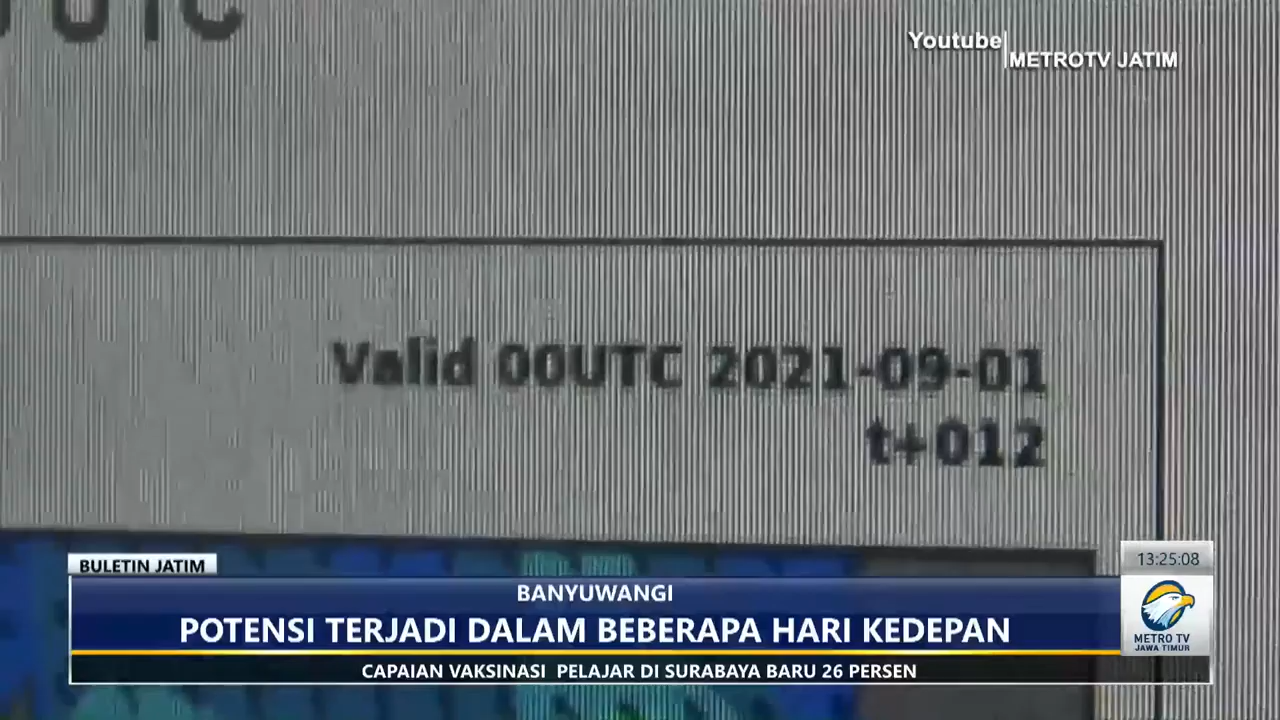 UTC
Youtube
METROTV JATIM
Valid 00UTC 2021-09-01
t+012
BULETIN JATIM
13:25:08
BANYUWANGI
POTENSI TERJADI DALAM BEBERAPA HARI KEDEPAN
METRO TV
JAWA TIMUR
CAPAIAN VAKSINASI PELAJAR DI SURABAYA BARU 26 PERSEN